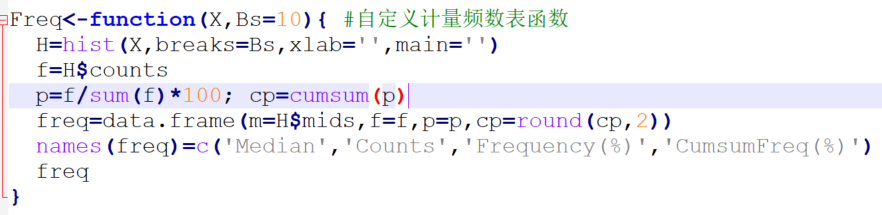 Freq<-function(X,Bs=10){ #自定义计量频数表函数
  H=hist(X,breaks=Bs,xlab='',main='')
  f=H$counts
  p=f/sum(f)*100; cp=cumsum(p)
  freq=data.frame(m=H$mids,f=f,p=p,cp=round(cp,2))
  names(freq)=c('Median','Counts','Frequency(%)','CumsumFreq(%)')
  freq
}